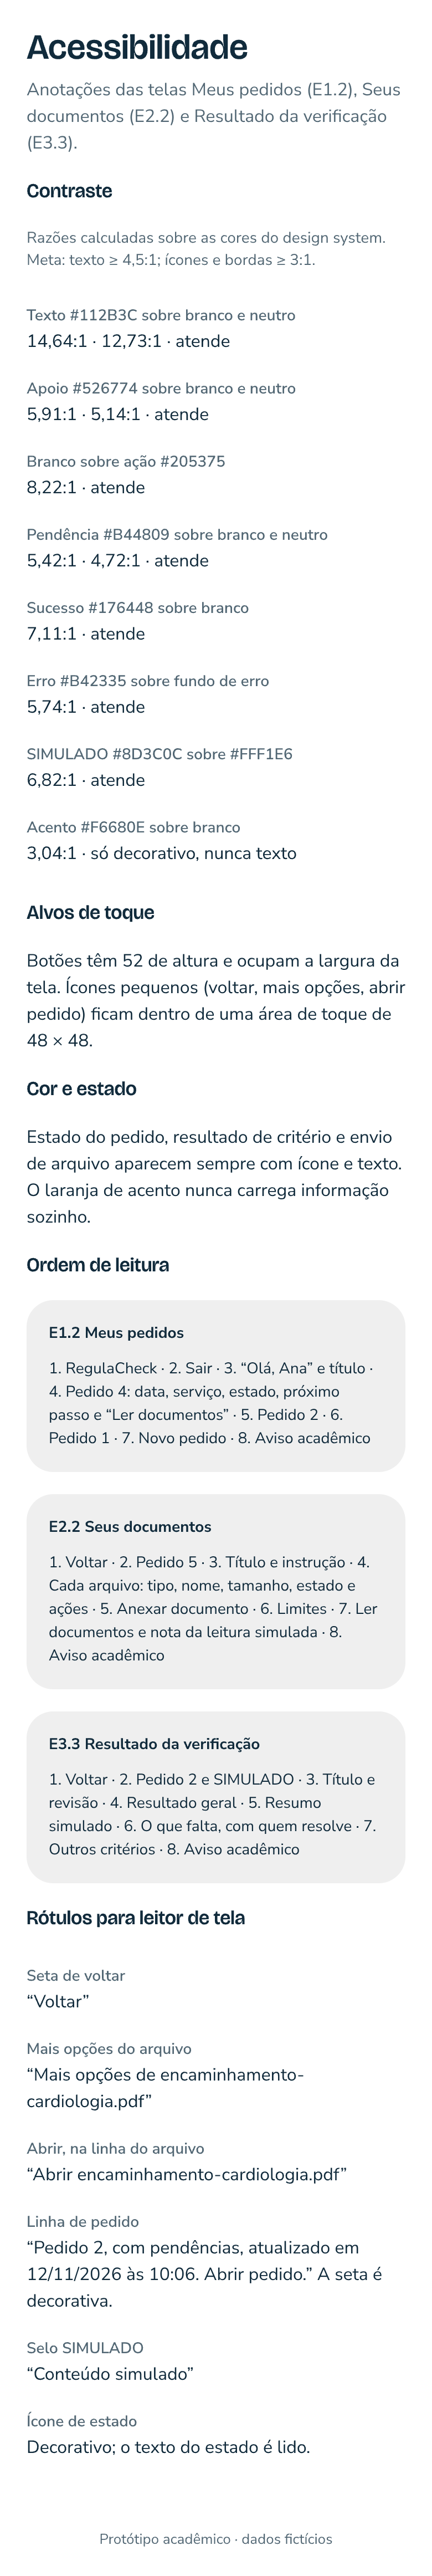 Acessibilidade
Anotações das telas Meus pedidos (E1.2), Seus
documentos (E2.2) e Resultado da verificação
(E3.3).
Contraste
Razões calculadas sobre as cores do design system.
Meta: texto ≥ 4,5:1; ícones e bordas ≥ 3:1.
Texto #112B3C sobre branco e neutro
14,64:1 · 12,73:1 · atende
Apoio #526774 sobre branco e neutro
5,91:1 · 5,14:1 · atende
Branco sobre ação #205375
8,22:1 · atende
Pendência #B44809 sobre branco e neutro
5,42:1 · 4,72:1 · atende
Sucesso #176448 sobre branco
7,11:1 · atende
Erro #B42335 sobre fundo de erro
5,74:1 · atende
SIMULADO #8D3C0C sobre #FFF1E6
6,82:1 · atende
Acento #F6680E sobre branco
3,04:1 · só decorativo, nunca texto
Alvos de toque
Botões têm 52 de altura e ocupam a largura da
tela. Ícones pequenos (voltar, mais opções, abrir
pedido) ficam dentro de uma área de toque de
48 × 48.
Cor e estado
Estado do pedido, resultado de critério e envio
de arquivo aparecem sempre com ícone e texto.
O laranja de acento nunca carrega informação
sozinho.
Ordem de leitura
E1.2 Meus pedidos
1. RegulaCheck · 2. Sair · 3. “Olá, Ana” e título ·
4. Pedido 4: data, serviço, estado, próximo
passo e “Ler documentos” · 5. Pedido 2 · 6.
Pedido 1 · 7. Novo pedido · 8. Aviso acadêmico
E2.2 Seus documentos
1. Voltar · 2. Pedido 5 · 3. Título e instrução · 4.
Cada arquivo: tipo, nome, tamanho, estado e
ações · 5. Anexar documento · 6. Limites · 7. Ler
documentos e nota da leitura simulada · 8.
Aviso acadêmico
E3.3 Resultado da verificação
1. Voltar · 2. Pedido 2 e SIMULADO · 3. Título e
revisão · 4. Resultado geral · 5. Resumo
simulado · 6. O que falta, com quem resolve · 7.
Outros critérios · 8. Aviso acadêmico
Rótulos para leitor de tela
Seta de voltar
“Voltar”
Mais opções do arquivo
“Mais opções de encaminhamento-
cardiologia.pdf”
Abrir, na linha do arquivo
“Abrir encaminhamento-cardiologia.pdf”
Linha de pedido
“Pedido 2, com pendências, atualizado em
12/11/2026 às 10:06. Abrir pedido.” A seta é
decorativa.
Selo SIMULADO
“Conteúdo simulado”
Ícone de estado
Decorativo; o texto do estado é lido.
Protótipo acadêmico · dados fictícios